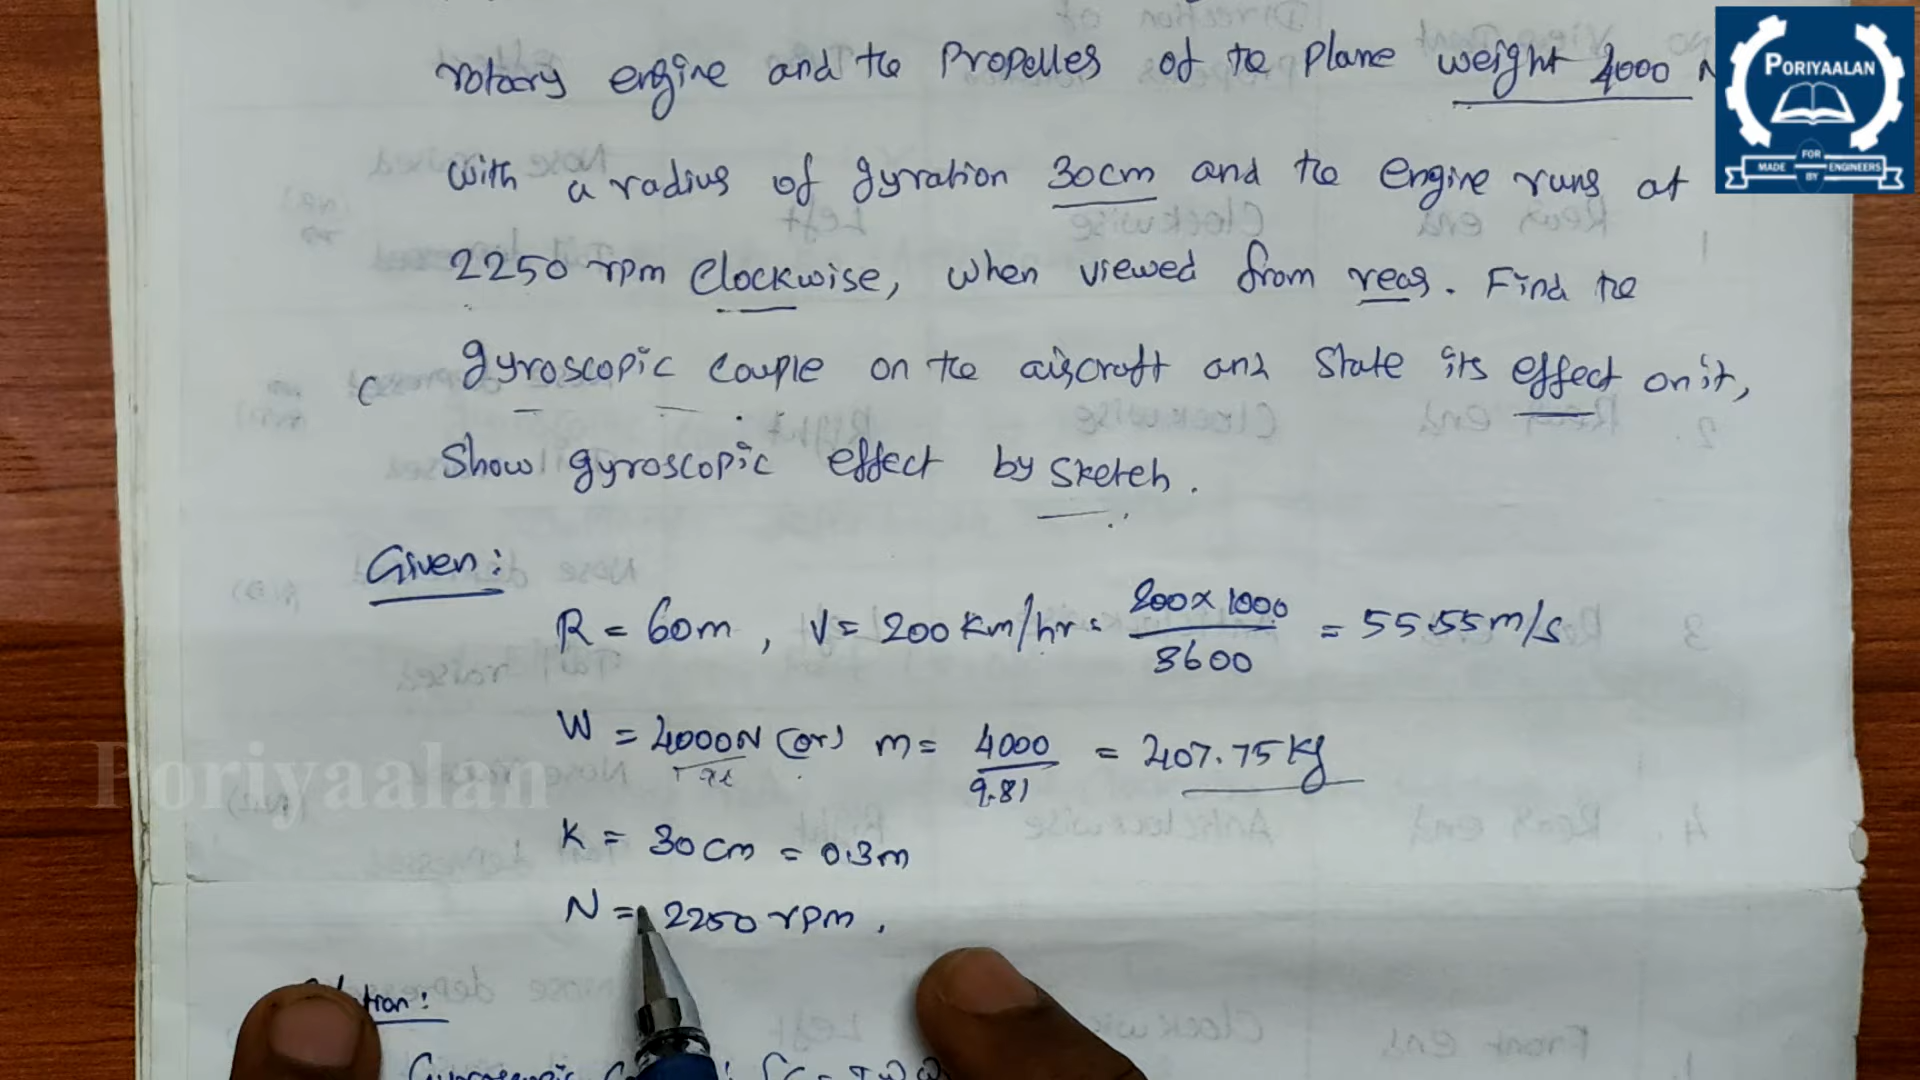 rotary engine and the Propeller of the plane weight 4000 N
with a radius of gyration 30cm and the engine runs at
2250 rpm clockwise, when viewed from rear. Find the
gyroscopic couple on the aircraft and state its effect on it,
Show gyroscopic effect by sketch.
Given:
R = 60m, V = 200 km/hr = 200 x 1000 / 3600 = 55.55 m/s
W = 4000N (or) m = 4000 / 9.81 = 407.75 kg
K = 30cm = 0.3m
N = 2250 rpm.
PORIYAALAN
MADE FOR BY ENGINEERS
Poriyaalan